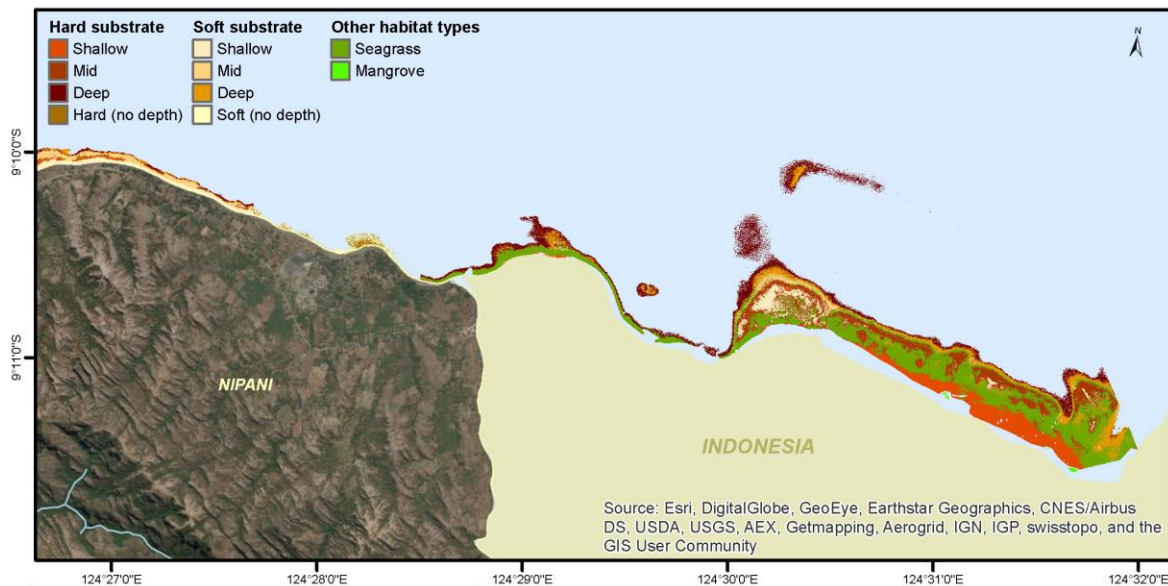 Hard substrate
Shallow
Mid
Deep
Hard (no depth)
Soft substrate
Shallow
Mid
Deep
Soft (no depth)
Other habitat types
Seagrass
Mangrove
N
9°10'0"S
9°11'0"S
NIPANI
INDONESIA
Source: Esri, DigitalGlobe, GeoEye, Earthstar Geographics, CNES/Airbus
DS, USDA, USGS, AEX, Getmapping, Aerogrid, IGN, IGP, swisstopo, and the
GIS User Community
124°27'0"E
124°28'0"E
124°29'0"E
124°30'0"E
124°31'0"E
124°32'0"E